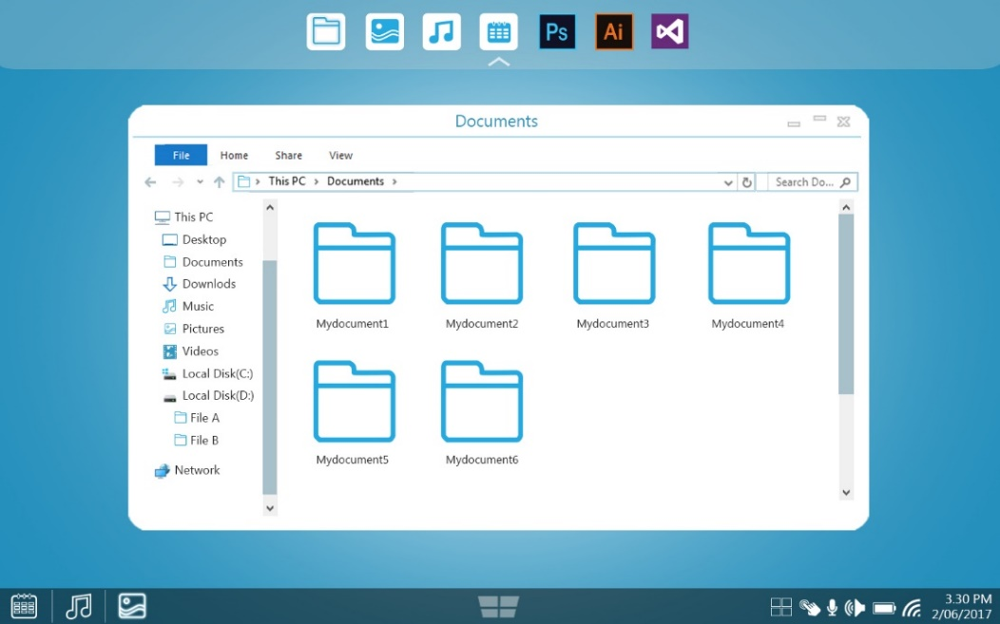 Ps
Ai
Documents
File Home Share View
This PC Documents
Search Do...
This PC
Desktop
Documents
Downlods
Music
Pictures
Videos
Local Disk(C:)
Local Disk(D:)
File A
File B
Network
Mydocument1 Mydocument2 Mydocument3 Mydocument4
Mydocument5 Mydocument6
3.30 PM
2/06/2017